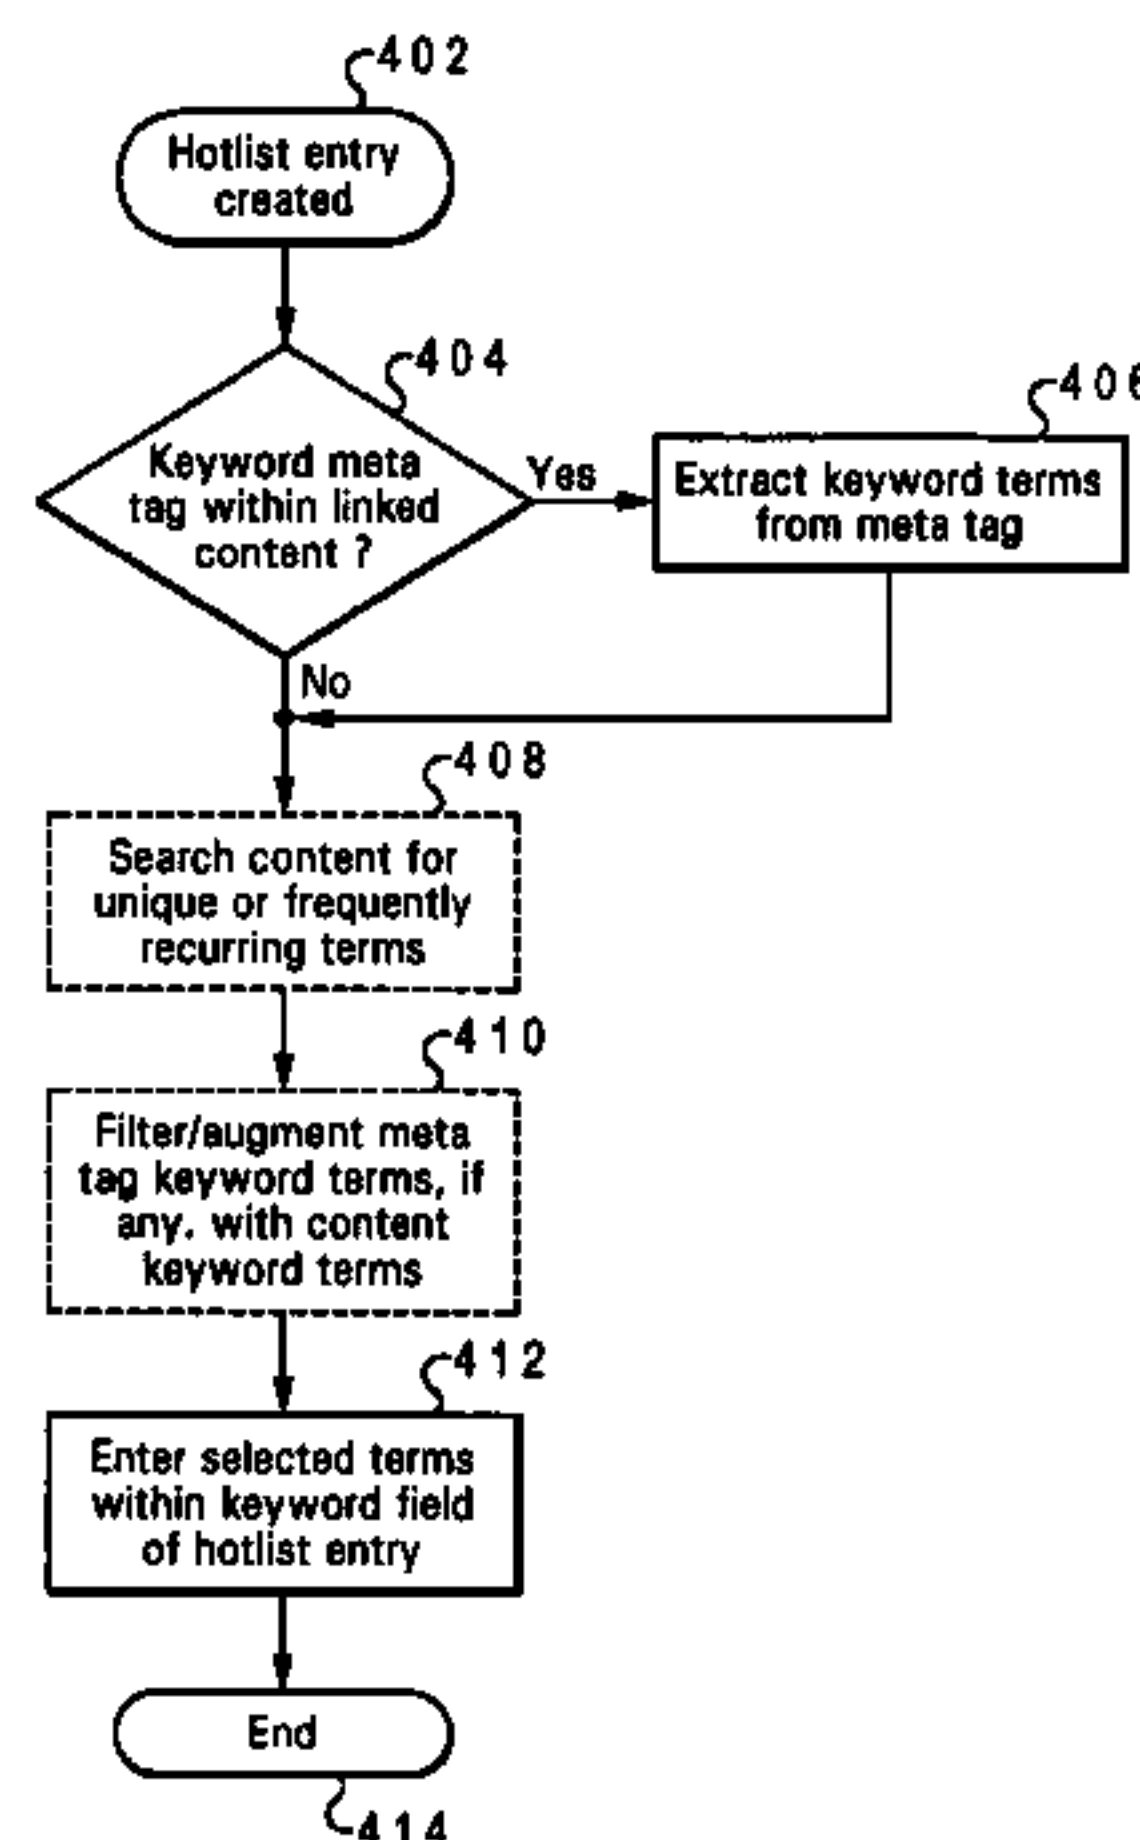 402
Hotlist entry
created
404
Keyword meta
tag within linked
content ?
Yes
406
Extract keyword terms
from meta tag
No
408
Search content for
unique or frequently
recurring terms
410
Filter/augment meta
tag keyword terms, if
any. with content
keyword terms
412
Enter selected terms
within keyword field
of hotlist entry
End
414